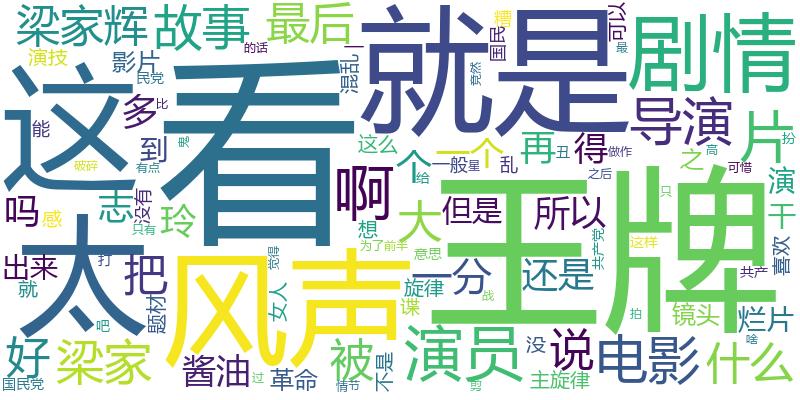 梁家辉
故事
最后
就是
糟
国民
可以
最
剧情
演技
影片
的话
混乱
一
竟然
民党
比
这
看
多
导演
片
扮
能
到
鬼
这么
个
一个
再
得
丑
做作
之
高
破碎
有点
一般
星
乱
给
可惜
演
吗
志
没有
啊
大
但是
所以
之后
只
感
玲
只有
想
王牌
干
喜欢
太
为了前羊
意思
共产党
这样
出来
打
把
风声
觉得
一分
还是
共产
就
题材
女人
旋律
谍
战
拍
镜头
烂片
吧
好
梁家
酱油
被
演员
没
说
电影
啥
什么
国民党
过
革命
情节
不是
剪
主旋律